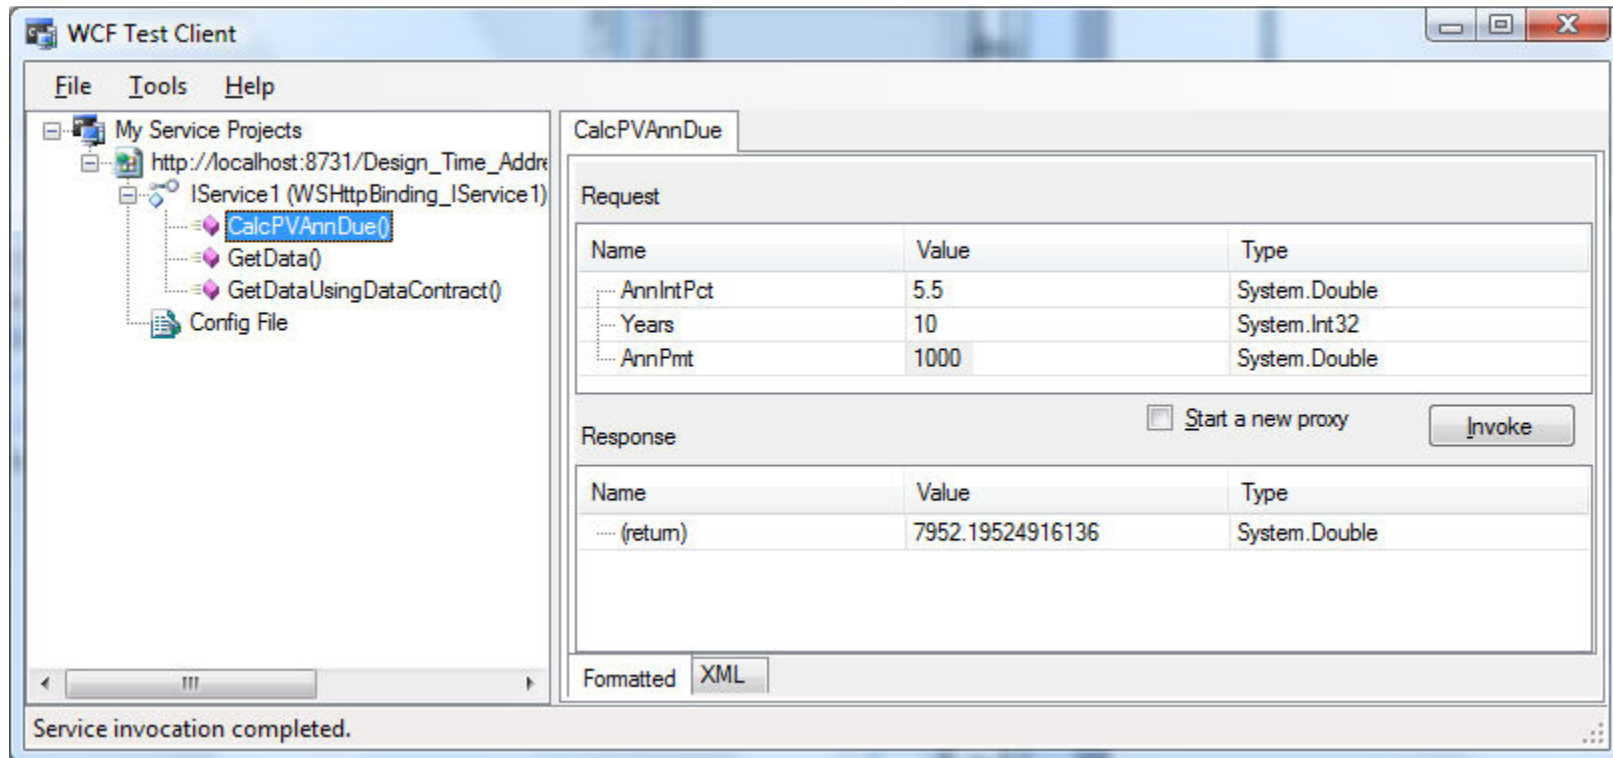 WCF Test Client
File Tools Help
My Service Projects
http://localhost:8731/Design_Time_Addre
IService1 (WSHttpBinding_IService1)
CalcPVAnnDue()
GetData()
GetDataUsingDataContract()
Config File
CalcPVAnnDue
Request
Name Value Type
AnnIntPct 5.5 System.Double
Years 10 System.Int32
AnnPmt 1000 System.Double
Start a new proxy Invoke
Response
Name Value Type
(return) 7952.19524916136 System.Double
Formatted XML
Service invocation completed.